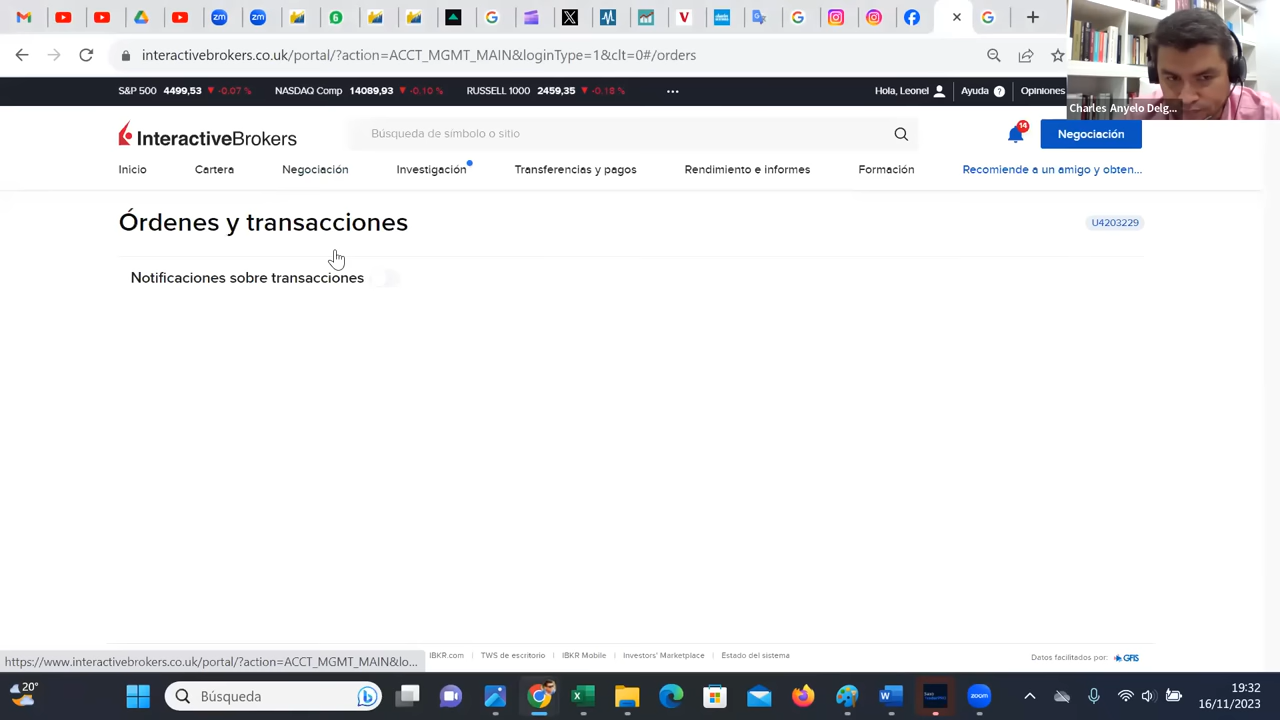 interactivebrokers.uk/portal/?action=ACCT_MGMT_MAIN&loginType=1&clt=0#/orders
S&P 500 4499,53 ▼ -0.07 % NASDAQ Comp 14089,93 ▼ -0.10 % RUSSELL 1000 2459,35 ▼ -0.18 % ••• Hola, Leonel Ayuda ? Opiniones
Charles Anyelo Delg...
InteractiveBrokers Búsqueda de símbolo o sitio 14 Negociación
Inicio Cartera Negociación Investigación Transferencias y pagos Rendimiento e informes Formación Recomiende a un amigo y obten...
Órdenes y transacciones U4203229
Notificaciones sobre transacciones
IBKR.com TWS de escritorio IBKR Mobile Investors' Marketplace Estado del sistema Datos facilitados por: GFIS
https://www.interactivebrokers.co.uk/portal/?action=ACCT_MGMT_MAIN&lo...
20° Búsqueda zoom 19:32
16/11/2023